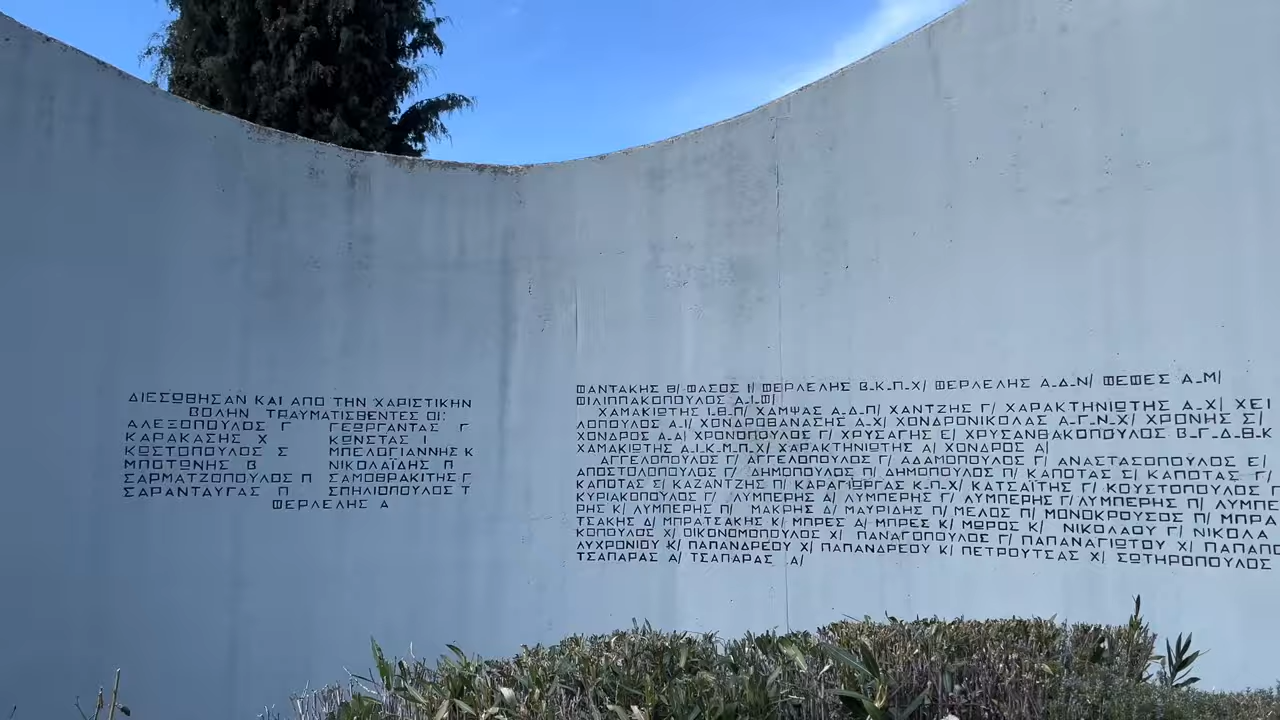 ΔΙΕΣΩΘΗΣΑΝ ΚΑΙ ΑΠΟ ΤΗΝ ΧΑΡΙΣΤΙΚΗΝ
ΒΟΛΗΝ ΤΡΑΥΜΑΤΙΣΘΕΝΤΕΣ ΟΙ:
ΑΛΕΞΟΠΟΥΛΟΣ Γ ΓΕΩΡΓΑΝΤΑΣ Γ
ΚΑΡΑΚΑΣΗΣ Χ ΚΩΝΣΤΑΣ Ι
ΚΩΣΤΟΠΟΥΛΟΣ Σ ΜΠΕΛΟΓΙΑΝΝΗΣ Κ
ΜΠΟΤΩΝΗΣ Β ΝΙΚΟΛΑΙΔΗΣ Π
ΣΑΡΜΑΤΖΟΠΟΥΛΟΣ Π ΣΑΜΟΘΡΑΚΙΤΗΣ Γ
ΣΑΡΑΝΤΑΥΓΑΣ Π ΣΠΗΛΙΟΠΟΥΛΟΣ Τ
ΦΕΡΛΕΛΗΣ Α
ΦΑΝΤΑΚΗΣ Θ/ ΦΑΣΟΣ Ι/ ΦΕΡΛΕΛΗΣ Β.Κ.Π.Χ/ ΦΕΡΛΕΛΗΣ Α.Δ.Ν/ ΦΕΦΕΣ Α.Μ/
ΦΙΛΙΠΠΑΚΟΠΟΥΛΟΣ Α.Ι.Φ/
ΧΑΜΑΚΙΩΤΗΣ Ι.Θ.Π/ ΧΑΜΨΑΣ Α.Δ.Π/ ΧΑΝΤΖΗΣ Γ/ ΧΑΡΑΚΤΗΝΙΩΤΗΣ Α.Χ/ ΧΕΙ
ΛΟΠΟΥΛΟΣ Α.Ι/ ΧΟΝΔΡΟΒΑΝΑΣΗΣ Α.Χ/ ΧΟΝΔΡΟΝΙΚΟΛΑΣ Α.Γ.Ν.Χ/ ΧΡΟΝΗΣ Σ/
ΧΟΝΔΡΟΣ Α.Α/ ΧΡΟΝΟΠΟΥΛΟΣ Γ/ ΧΡΥΣΑΓΗΣ Ε/ ΧΡΥΣΑΝΘΑΚΟΠΟΥΛΟΣ Β.Γ.Δ.Θ.Κ
ΧΑΜΑΚΙΩΤΗΣ Α.Ι.Κ.Μ.Π.Χ/ ΧΑΡΑΚΤΗΝΙΩΤΗΣ Α/ ΧΟΝΔΡΟΣ Α/
ΑΓΓΕΛΟΠΟΥΛΟΣ Γ/ ΑΓΓΕΛΟΠΟΥΛΟΣ Γ/ ΑΔΑΜΟΠΟΥΛΟΣ Γ/ ΑΝΑΣΤΑΣΟΠΟΥΛΟΣ Ε/
ΑΠΟΣΤΟΛΟΠΟΥΛΟΣ / ΔΗΜΟΠΟΥΛΟΣ Π/ ΔΗΜΟΠΟΥΛΟΣ Π/ ΚΑΠΟΤΑΣ Σ/ ΚΑΠΟΤΑΣ Γ/
ΚΑΠΟΤΑΣ Ε/ ΚΑΖΑΝΤΖΗΣ Π/ ΚΑΡΑΓΙΩΡΓΑΣ Κ.Π.Χ/ ΚΑΤΣΑΙΤΗΣ Γ/ ΚΟΥΣΤΟΠΟΥΛΟΣ Γ
ΚΥΡΙΑΚΟΠΟΥΛΟΣ Γ/ ΛΥΜΠΕΡΗΣ Α/ ΛΥΜΠΕΡΗΣ Γ/ ΛΥΜΠΕΡΗΣ Γ/ ΛΥΜΠΕΡΗΣ Π/ ΛΥΜΠΕ
ΡΗΣ Κ/ ΛΥΜΠΕΡΗΣ Π/ ΜΑΚΡΗΣ Δ/ ΜΑΥΡΙΔΗΣ Π/ ΜΕΛΟΣ Π/ ΜΟΝΟΚΡΟΥΣΟΣ Π/ ΜΠΡΑ
ΤΣΑΚΗΣ Δ/ ΜΠΡΑΤΣΑΚΗΣ Κ/ ΜΠΡΕΣ Α/ ΜΠΡΕΣ Κ/ ΜΩΡΟΣ Κ/ ΝΙΚΟΛΑΟΥ Γ/ ΝΙΚΟΛΑ
ΚΟΠΟΥΛΟΣ Χ/ ΟΙΚΟΝΟΜΟΠΟΥΛΟΣ Χ/ ΠΑΝΑΓΟΠΟΥΛΟΣ Γ/ ΠΑΠΑΝΑΓΙΩΤΟΥ Χ/ ΠΑΠΑΠΟ
ΛΥΧΡΟΝΙΟΥ Κ/ ΠΑΠΑΝΔΡΕΟΥ Χ/ ΠΑΠΑΝΔΡΕΟΥ Κ/ ΠΕΤΡΟΥΤΣΑΣ Χ/ ΣΩΤΗΡΟΠΟΥΛΟΣ
ΤΣΑΠΑΡΑΣ Α/ ΤΣΑΠΑΡΑΣ Α/